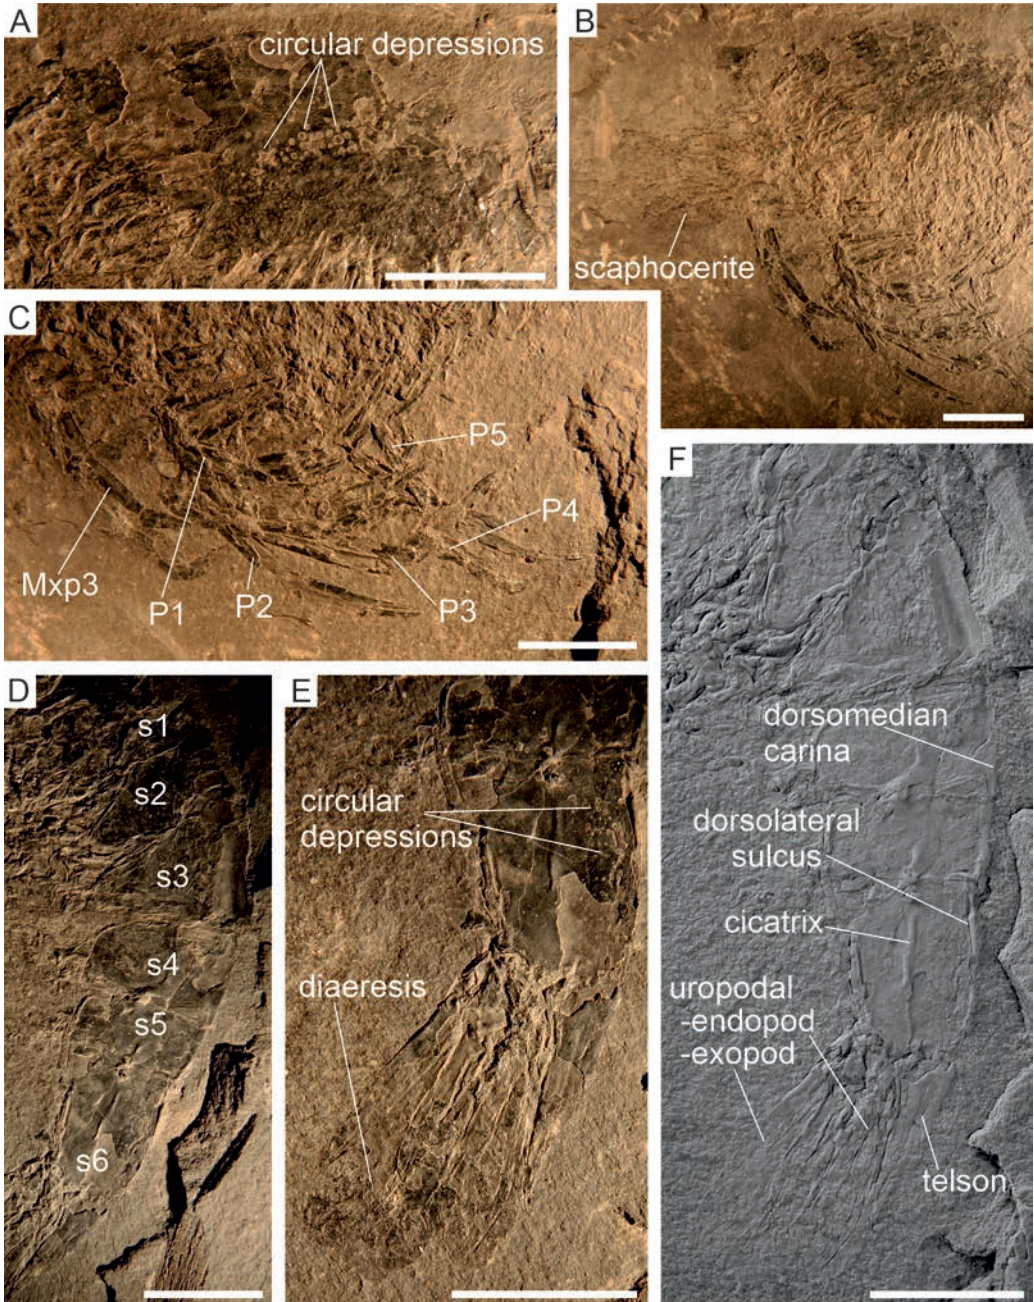 A
circular depressions
B
scaphocerite
C
P5
P4
Mxp3
P1
P2
P3
D
s1
s2
s3
s4
s5
s6
E
circular
depressions
diaeresis
F
dorsomedian
carina
dorsolateral
sulcus
cicatrix
uropodal
-endopod
-exopod
telson